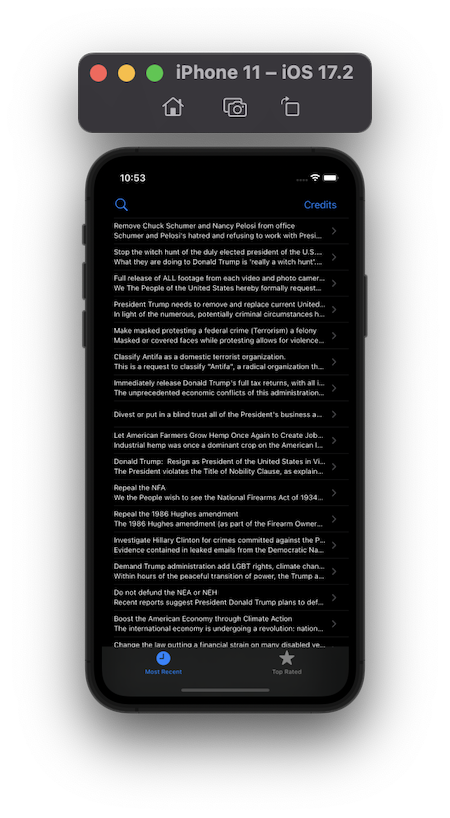 iPhone 11 – iOS 17.2
10:53
Credits
Remove Chuck Schumer and Nancy Pelosi from office
Schumer and Pelosi's hatred and refusing to work with Presi...
Stop the witch hunt of the duly elected president of the U.S....
What they are doing to Donald Trump is 'really a witch hunt'....
Full release of ALL footage from each video and photo camer...
We The People of the United States hereby formally request...
President Trump needs to remove and replace current United...
In light of the numerous, potentially criminal circumstances h...
Make masked protesting a federal crime (Terrorism) a felony
Masked or covered faces while protesting allows for violence...
Classify Antifa as a domestic terrorist organization.
This is a request to classify "Antifa", a radical organization th...
Immediately release Donald Trump's full tax returns, with all i...
The unprecedented economic conflicts of this administration...
Divest or put in a blind trust all of the President's business a...
Let American Farmers Grow Hemp Once Again to Create Job...
Industrial hemp was once a dominant crop on the American l...
Donald Trump: Resign as President of the United States in Vi...
The President violates the Title of Nobility Clause, as explain...
Repeal the NFA
We the People wish to see the National Firearms Act of 1934...
Repeal the 1986 Hughes amendment
The 1986 Hughes amendment (as part of the Firearm Owner...
Investigate Hillary Clinton for crimes committed against the P...
Evidence contained in leaked emails from the Democratic Na...
Demand Trump administration add LGBT rights, climate chan...
Within hours of the peaceful transition of power, the Trump a...
Do not defund the NEA or NEH
Recent reports suggest President Donald Trump plans to def...
Boost the American Economy through Climate Action
The international economy is undergoing a revolution: nation...
Change the law putting a financial strain on many disabled ve...
Most Recent
Top Rated